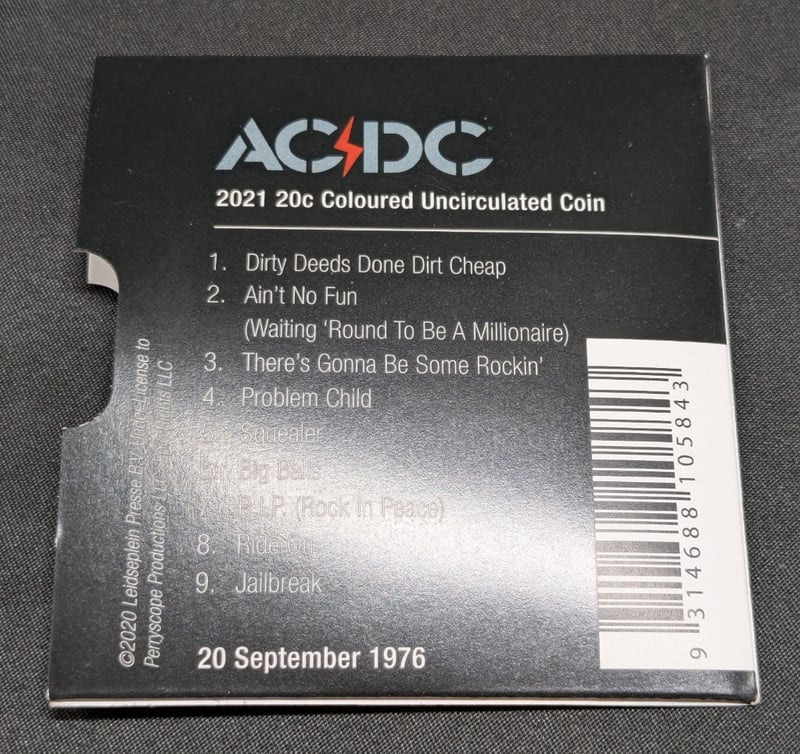 AC DC
2021 20c Coloured Uncirculated Coin
1. Dirty Deeds Done Dirt Cheap
2. Ain't No Fun
(Waiting 'Round To Be A Millionaire)
3. There's Gonna Be Some Rockin'
4. Problem Child
5. Squealer
6. Big Balls
7. R.I.P. (Rock In Peace)
8. Ride On
9. Jailbreak
20 September 1976
©2020 Leidseplein Presse B.V. Under License to
Perryscope Productions LLC
9 314688 105843